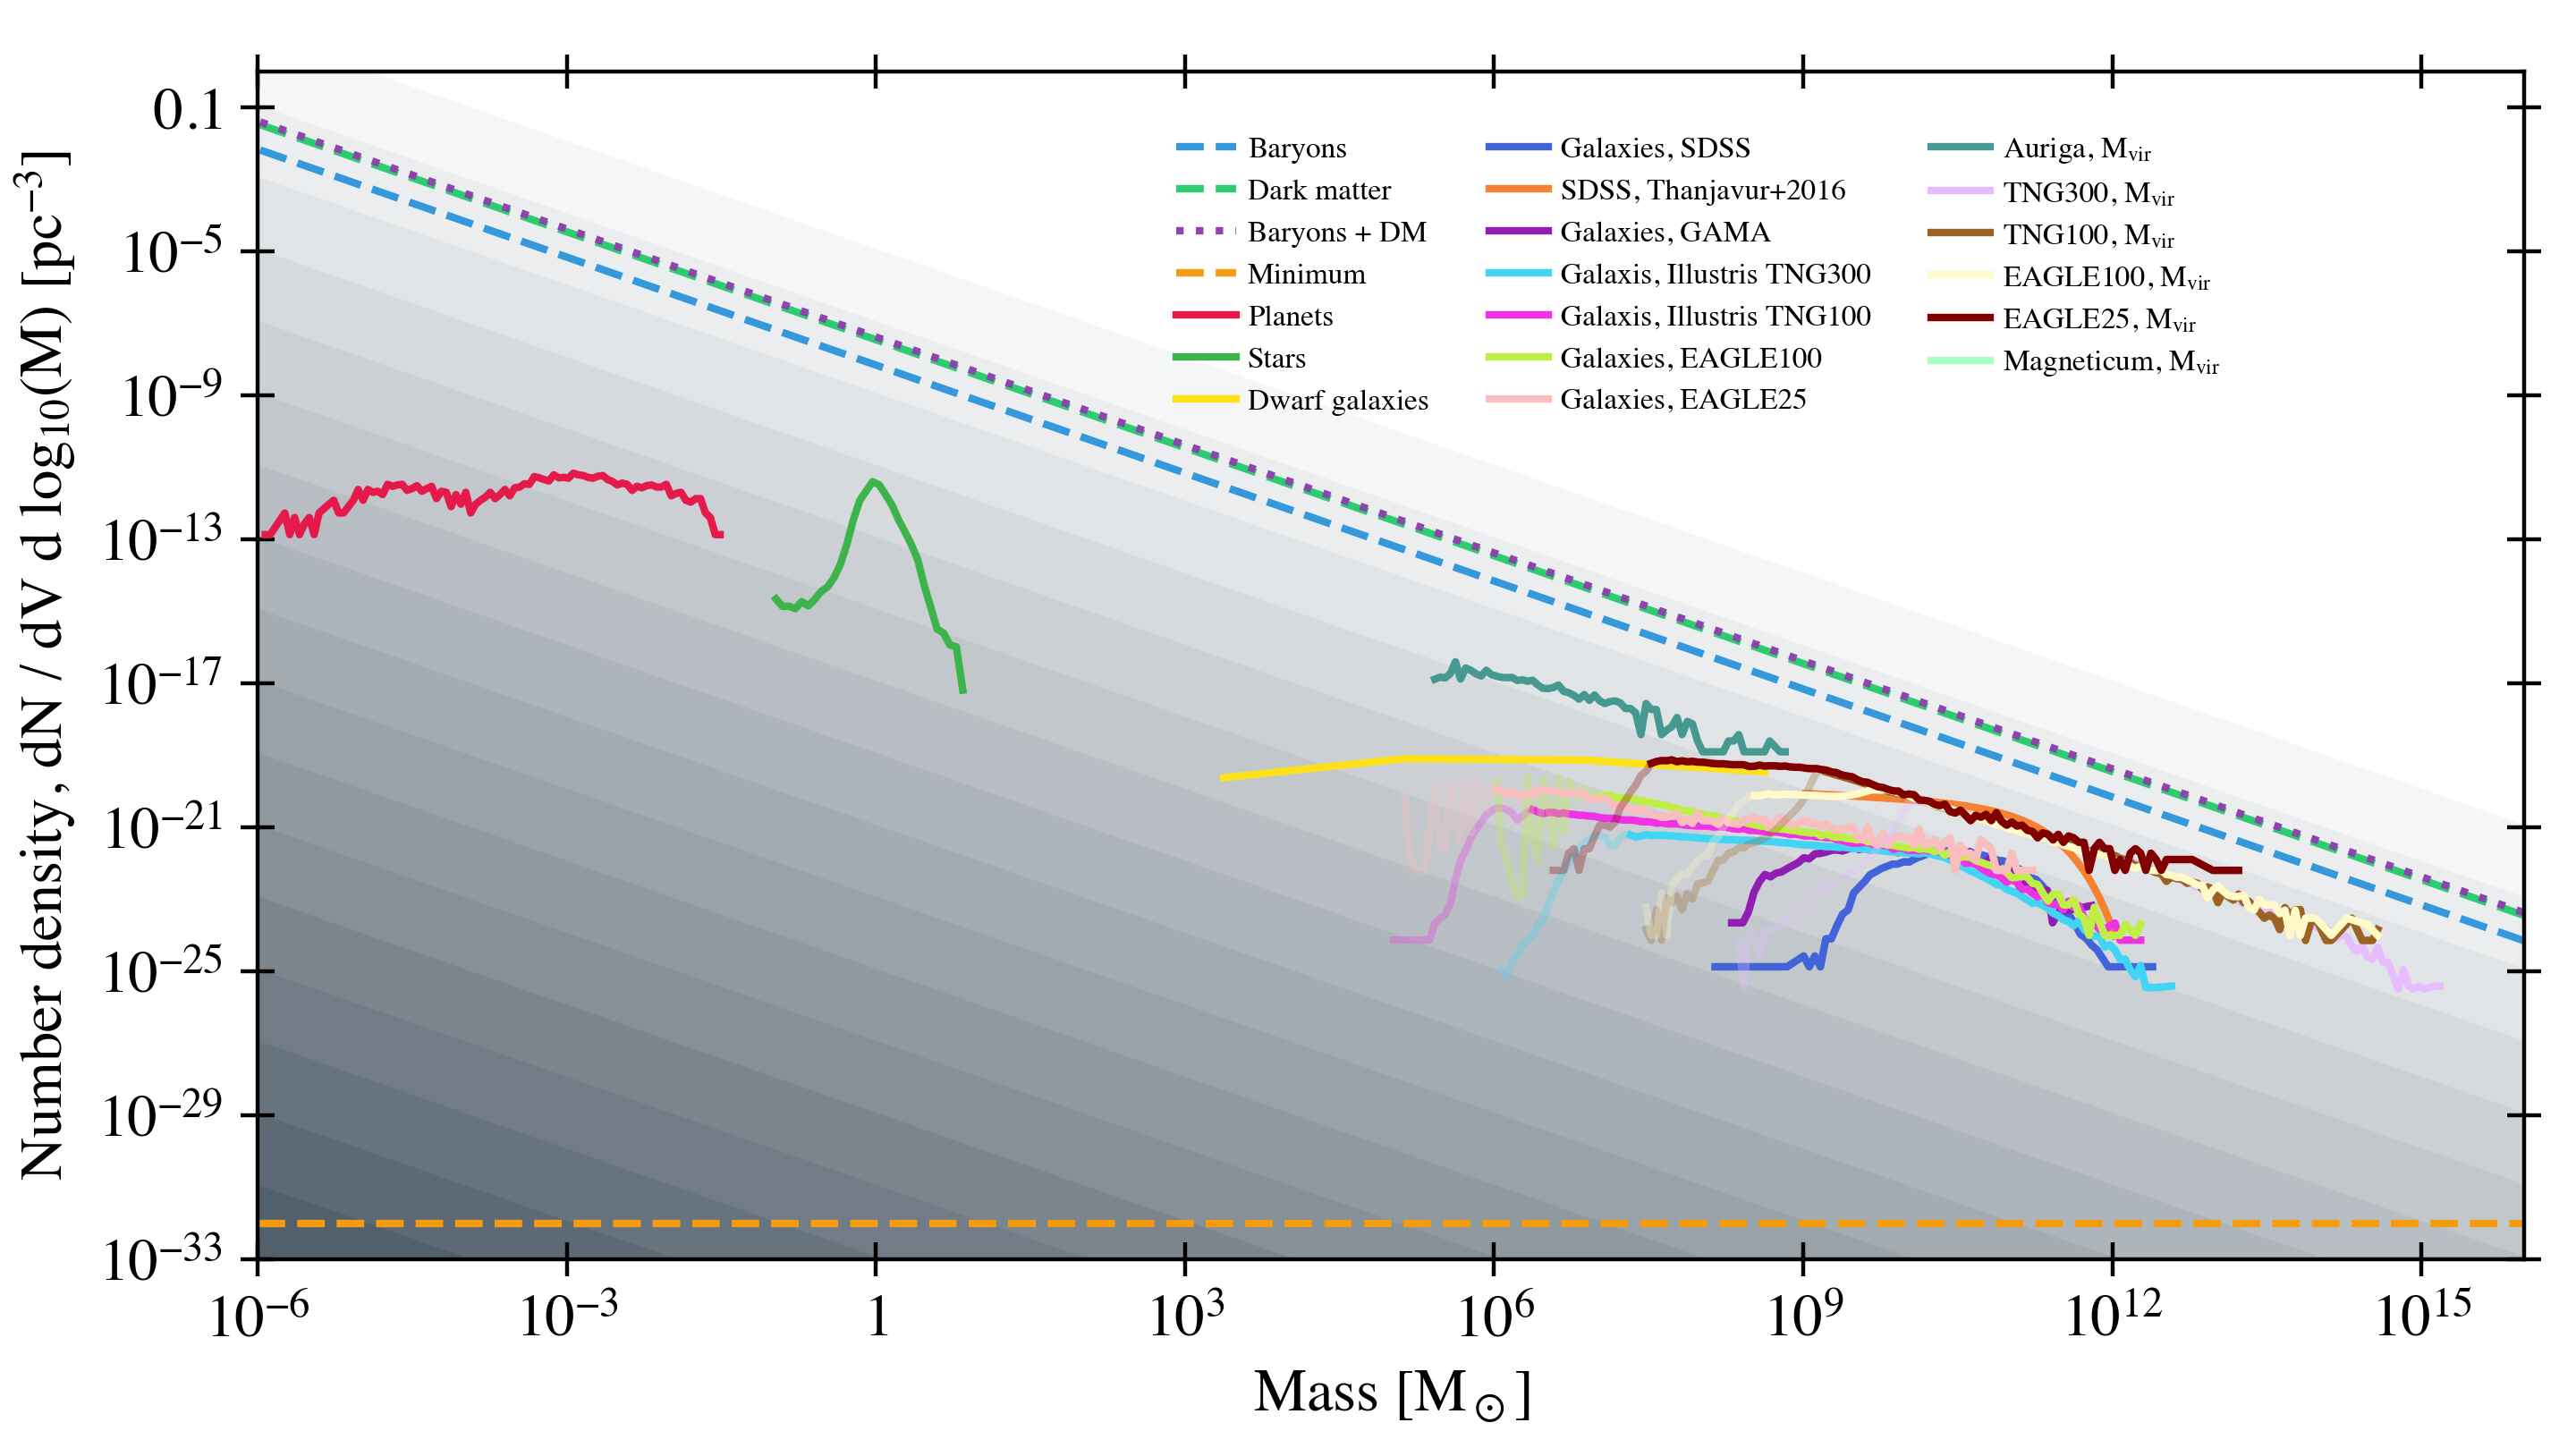 Number density, dN / dV d log₁₀(M) [pc⁻³]
0.1
10⁻⁵
10⁻⁹
10⁻¹³
10⁻¹⁷
10⁻²¹
10⁻²⁵
10⁻²⁹
10⁻³³
Baryons
Dark matter
Baryons + DM
Minimum
Planets
Stars
Dwarf galaxies
Galaxies, SDSS
SDSS, Thanjavur+2016
Galaxies, GAMA
Galaxis, Illustris TNG300
Galaxis, Illustris TNG100
Galaxies, EAGLE100
Galaxies, EAGLE25
Auriga, Mvir
TNG300, Mvir
TNG100, Mvir
EAGLE100, Mvir
EAGLE25, Mvir
Magneticum, Mvir
10⁻⁶ 10⁻³ 1 10³ 10⁶ 10⁹ 10¹² 10¹⁵
Mass [M⊙]